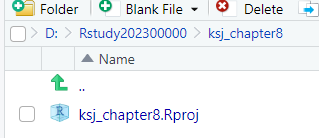 Folder Blank File Delete
D: Rstudy202300000 ksj_chapter8
Name
..
ksj_chapter8.Rproj